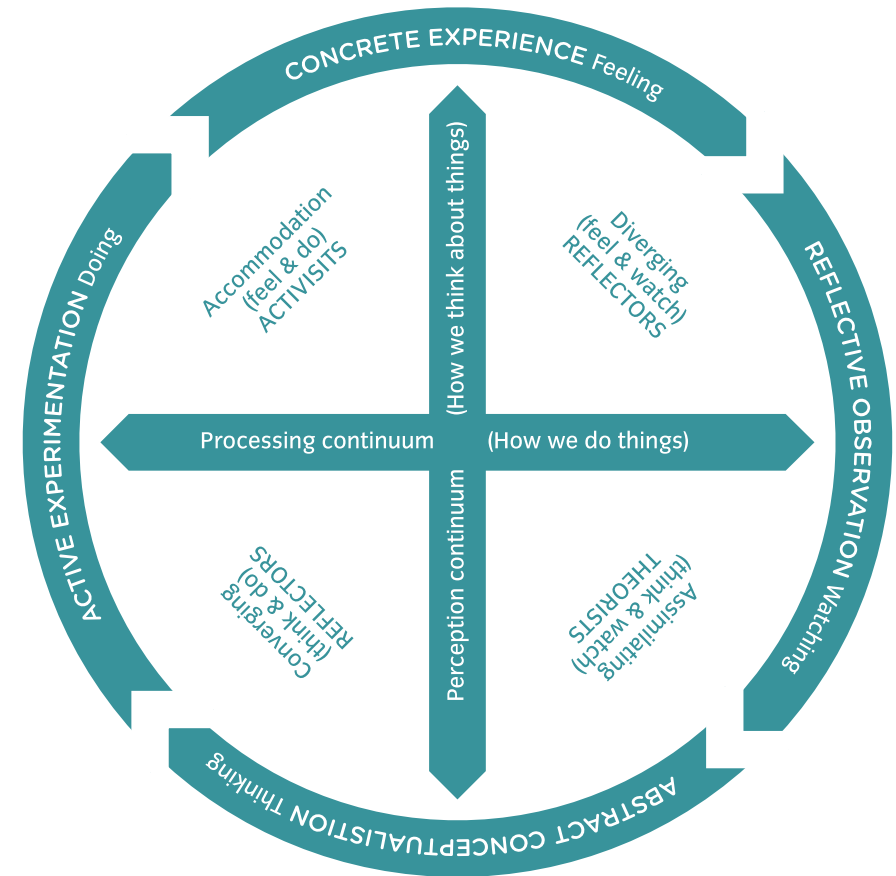 CONCRETE EXPERIENCE Feeling
REFLECTIVE OBSERVATION Watching
ABSTRACT CONCEPTUALISTION Thinking
ACTIVE EXPERIMENTATION Doing
Accommodation
(feel & do)
ACTIVISITS
Diverging
(feel & watch)
REFLECTORS
Processing continuum (How we do things)
Perception continuum (How we think about things)
Converging
(think & do)
REFLECTORS
Assimilating
(think & watch)
THEORISTS